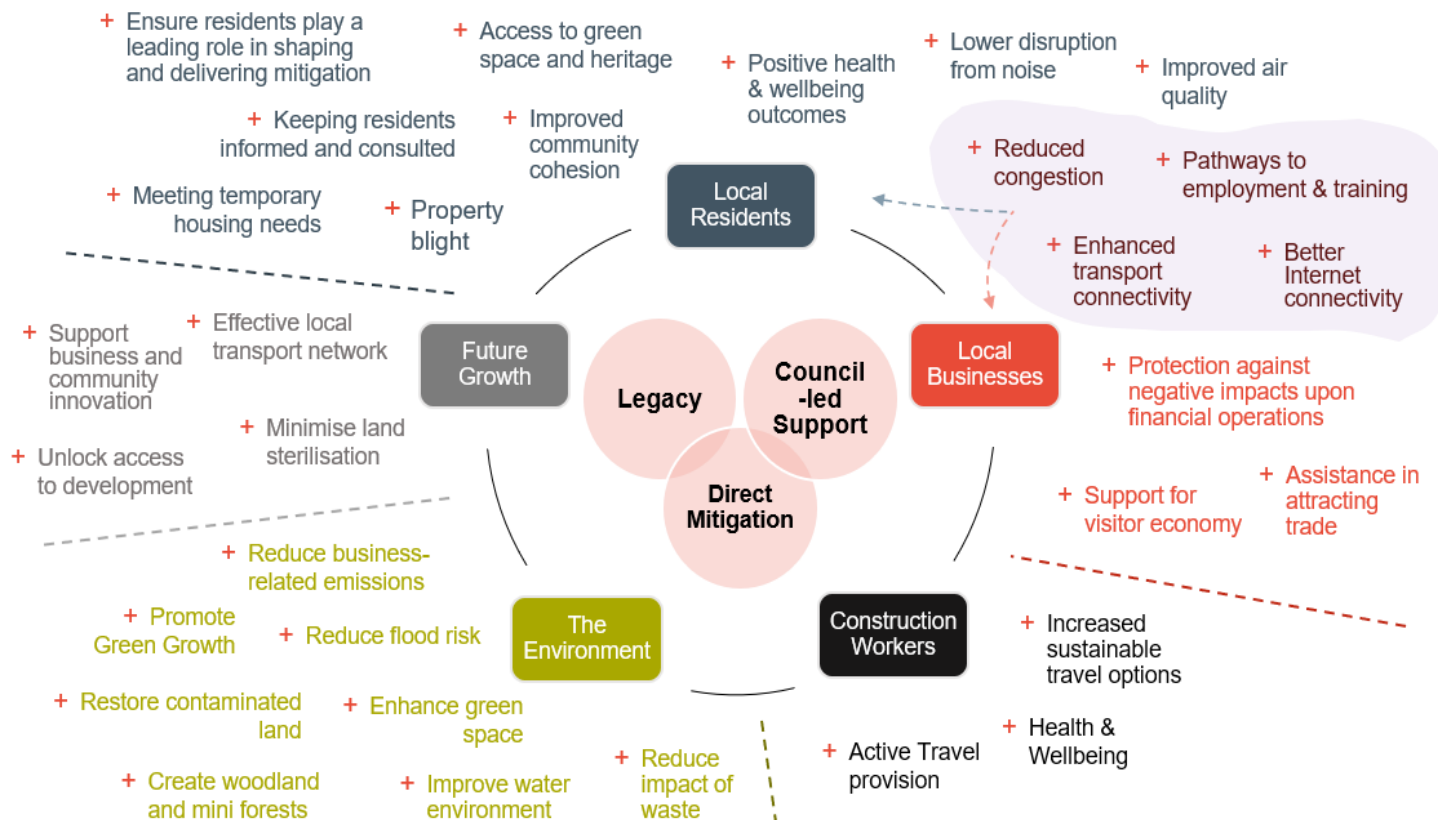 + Ensure residents play a
leading role in shaping
and delivering mitigation
+ Access to green
space and heritage
+ Positive health
& wellbeing
outcomes
+ Lower disruption
from noise
+ Improved air
quality
+ Keeping residents
informed and consulted
+ Improved
community
cohesion
+ Meeting temporary
housing needs
+ Property
blight
Local
Residents
+ Reduced
congestion
+ Pathways to
employment & training
+ Enhanced
transport
connectivity
+ Better
Internet
connectivity
+ Support
business and
community
innovation
+ Effective local
transport network
+ Minimise land
sterilisation
+ Unlock access
to development
Future
Growth
Legacy
Council
-led
Support
Direct
Mitigation
Local
Businesses
+ Protection against
negative impacts upon
financial operations
+ Support for
visitor economy
+ Assistance in
attracting
trade
+ Reduce business-
related emissions
+ Promote
Green Growth
+ Reduce flood risk
The
Environment
+ Restore contaminated
land
+ Enhance green
space
+ Create woodland
and mini forests
+ Improve water
environment
+ Reduce
impact of
waste
Construction
Workers
+ Increased
sustainable
travel options
+ Health &
Wellbeing
+ Active Travel
provision